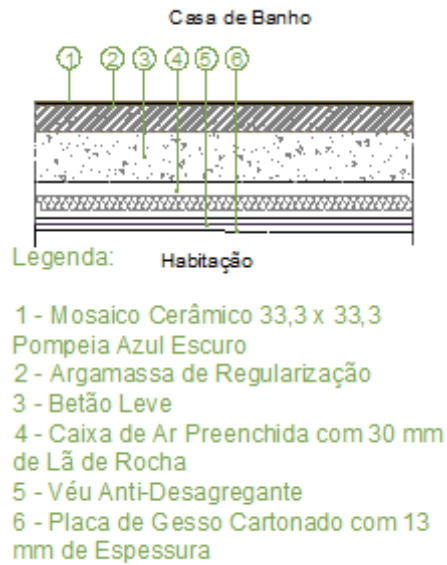 Casa de Banho
1 2 3 4 5 6
Legenda:
Habitação
1 - Mosaico Cerâmico 33,3 x 33,3
Pompeia Azul Escuro
2 - Argamassa de Regularização
3 - Betão Leve
4 - Caixa de Ar Preenchida com 30 mm
de Lã de Rocha
5 - Véu Anti-Desagregante
6 - Placa de Gesso Cartonado com 13
mm de Espessura